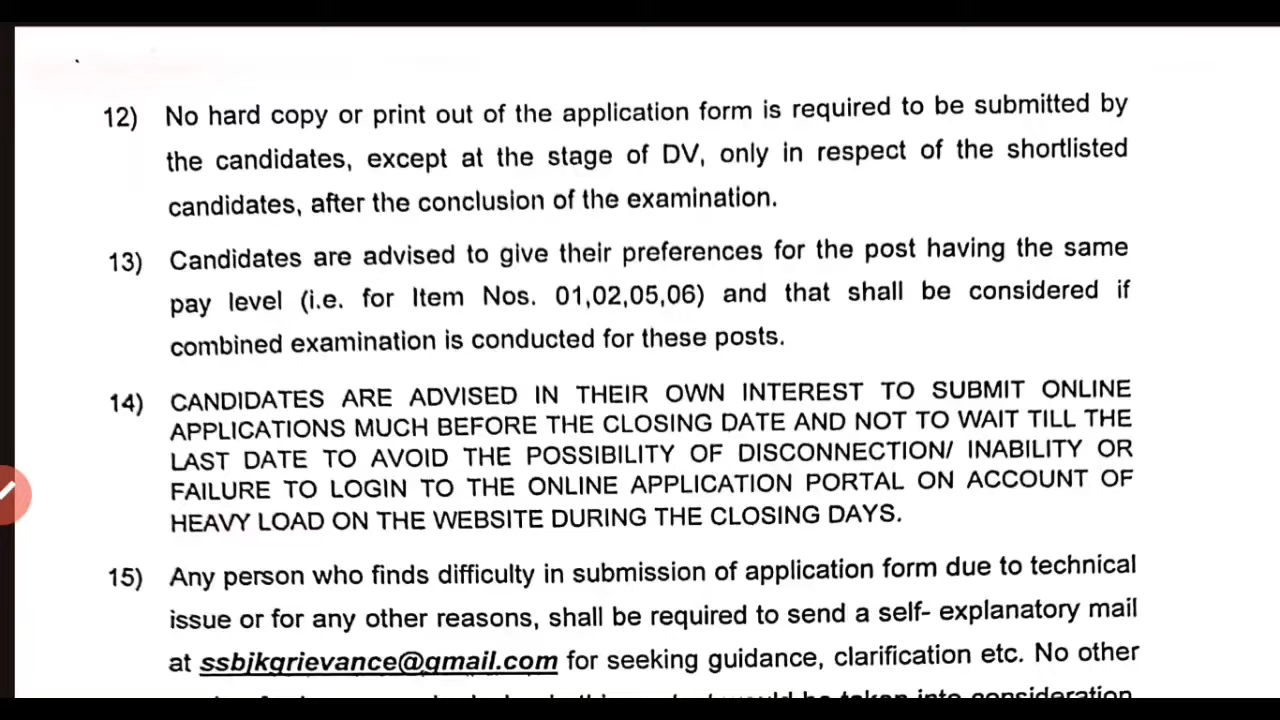 12) No hard copy or print out of the application form is required to be submitted by
the candidates, except at the stage of DV, only in respect of the shortlisted
candidates, after the conclusion of the examination.
13) Candidates are advised to give their preferences for the post having the same
pay level (i.e. for Item Nos. 01,02,05,06) and that shall be considered if
combined examination is conducted for these posts.
14) CANDIDATES ARE ADVISED IN THEIR OWN INTEREST TO SUBMIT ONLINE
APPLICATIONS MUCH BEFORE THE CLOSING DATE AND NOT TO WAIT TILL THE
LAST DATE TO AVOID THE POSSIBILITY OF DISCONNECTION/ INABILITY OR
FAILURE TO LOGIN TO THE ONLINE APPLICATION PORTAL ON ACCOUNT OF
HEAVY LOAD ON THE WEBSITE DURING THE CLOSING DAYS.
15) Any person who finds difficulty in submission of application form due to technical
issue or for any other reasons, shall be required to send a self- explanatory mail
at ssbjkgrievance@gmail.com for seeking guidance, clarification etc. No other
would be taken into consideration